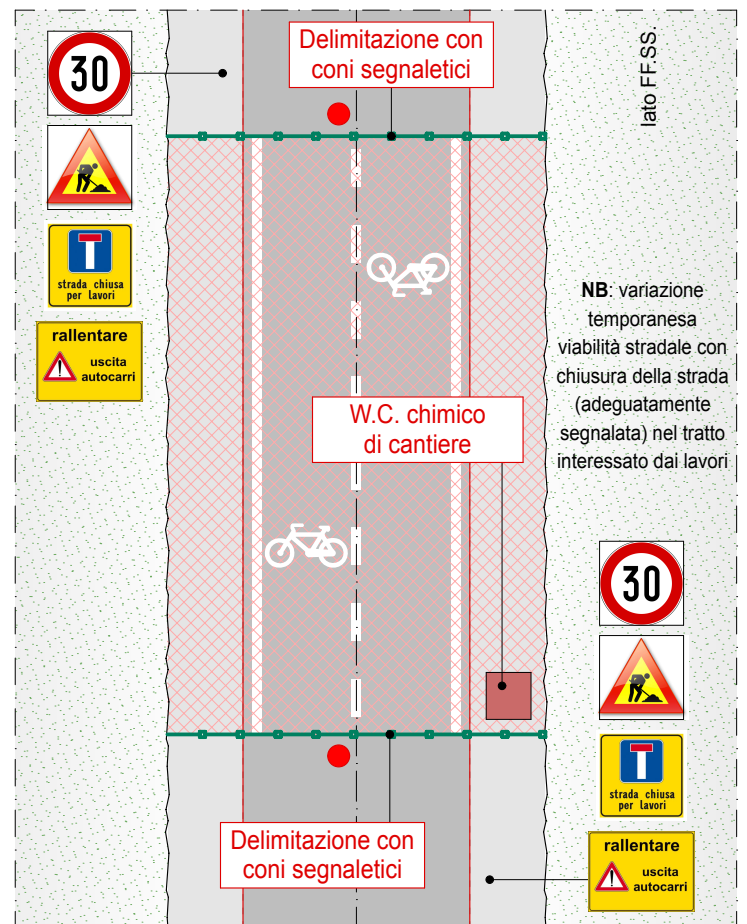 30
strada chiusa
per lavori
rallentare
uscita
autocarri
Delimitazione con
coni segnaletici
lato FF.SS.
NB: variazione
temporanesa
viabilità stradale con
chiusura della strada
(adeguatamente
segnalata) nel tratto
interessato dai lavori
W.C. chimico
di cantiere
30
strada chiusa
per lavori
rallentare
uscita
autocarri
Delimitazione con
coni segnaletici